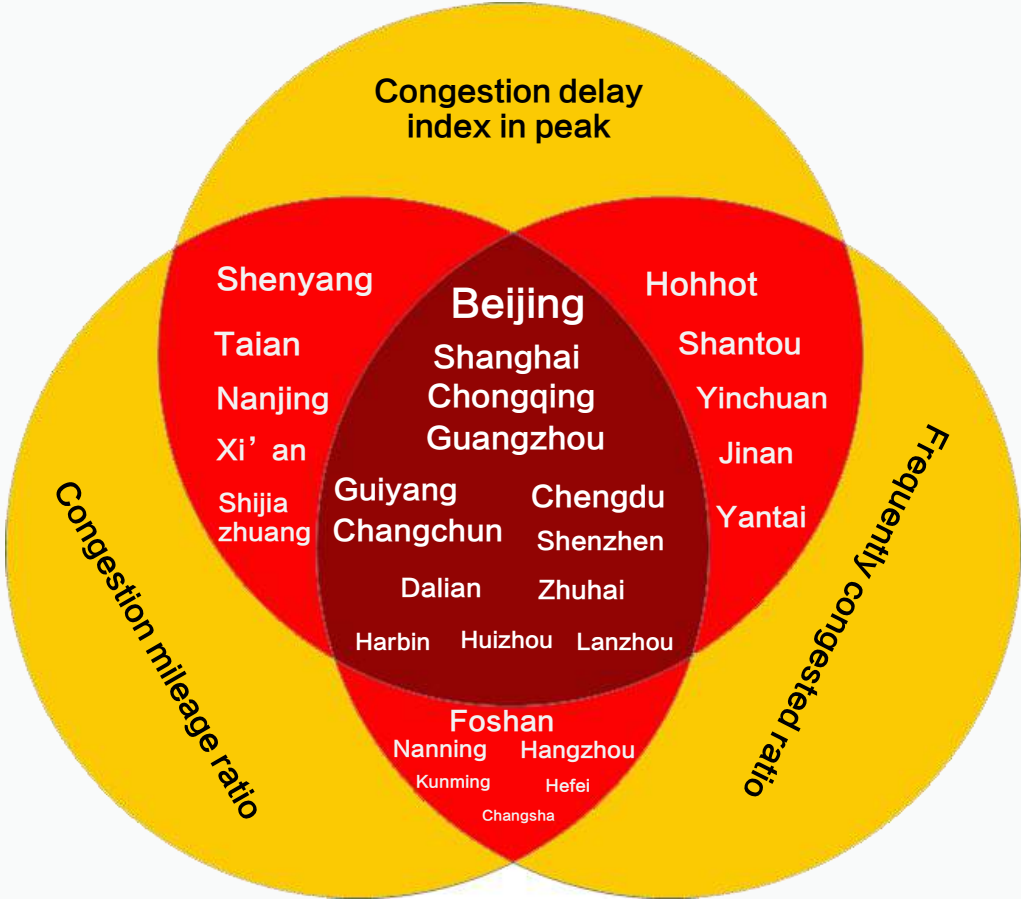 Congestion delay
index in peak
Shenyang
Taian
Nanjing
Xi’ an
Shijia
zhuang
Beijing
Shanghai
Chongqing
Guangzhou
Guiyang
Chengdu
Changchun
Shenzhen
Dalian
Zhuhai
Harbin
Huizhou
Lanzhou
Hohhot
Shantou
Yinchuan
Jinan
Yantai
Foshan
Nanning
Hangzhou
Kunming
Hefei
Changsha
Congestion mileage ratio
Frequently congested ratio